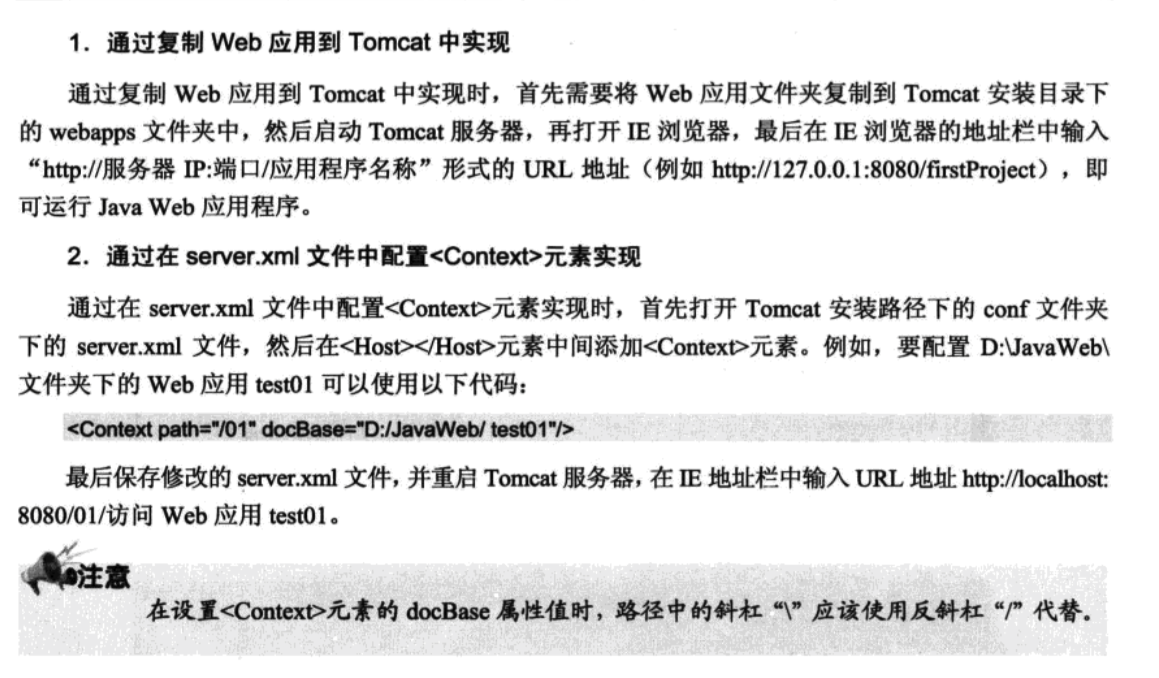 1．通过复制 Web 应用到 Tomcat 中实现
通过复制 Web 应用到 Tomcat 中实现时，首先需要将 Web 应用文件夹复制到 Tomcat 安装目录下
的 webapps 文件夹中，然后启动 Tomcat 服务器，再打开 IE 浏览器，最后在 IE 浏览器的地址栏中输入
“http://服务器 IP:端口/应用程序名称”形式的 URL 地址（例如 http://127.0.0.1:8080/firstProject），即
可运行 Java Web 应用程序。
2．通过在 server.xml 文件中配置<Context>元素实现
通过在 server.xml 文件中配置<Context>元素实现时，首先打开 Tomcat 安装路径下的 conf 文件夹
下的 server.xml 文件，然后在<Host></Host>元素中间添加<Context>元素。例如，要配置 D:\JavaWeb\
文件夹下的 Web 应用 test01 可以使用以下代码：
<Context path="/01" docBase="D:/JavaWeb/ test01"/>
最后保存修改的 server.xml 文件，并重启 Tomcat 服务器，在 IE 地址栏中输入 URL 地址 http://localhost:
8080/01/访问 Web 应用 test01。
注意
在设置<Context>元素的 docBase 属性值时，路径中的斜杠“\”应该使用反斜杠“/”代替。